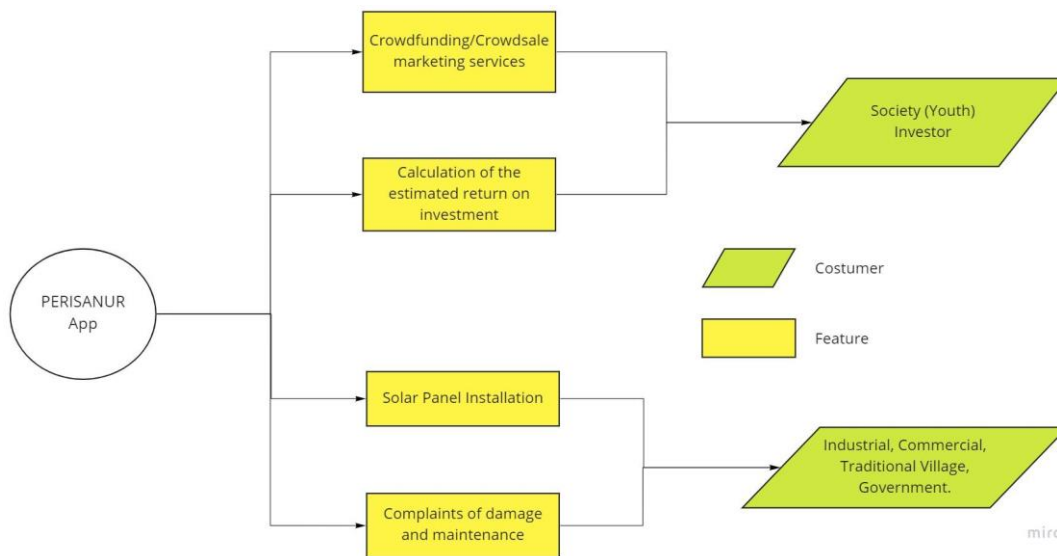 Crowdfunding/Crowdsale
marketing services
Society (Youth)
Investor
Calculation of the
estimated return on
investment
PERISANUR
App
Costumer
Feature
Solar Panel Installation
Industrial, Commercial,
Traditional Village,
Government.
Complaints of damage
and maintenance